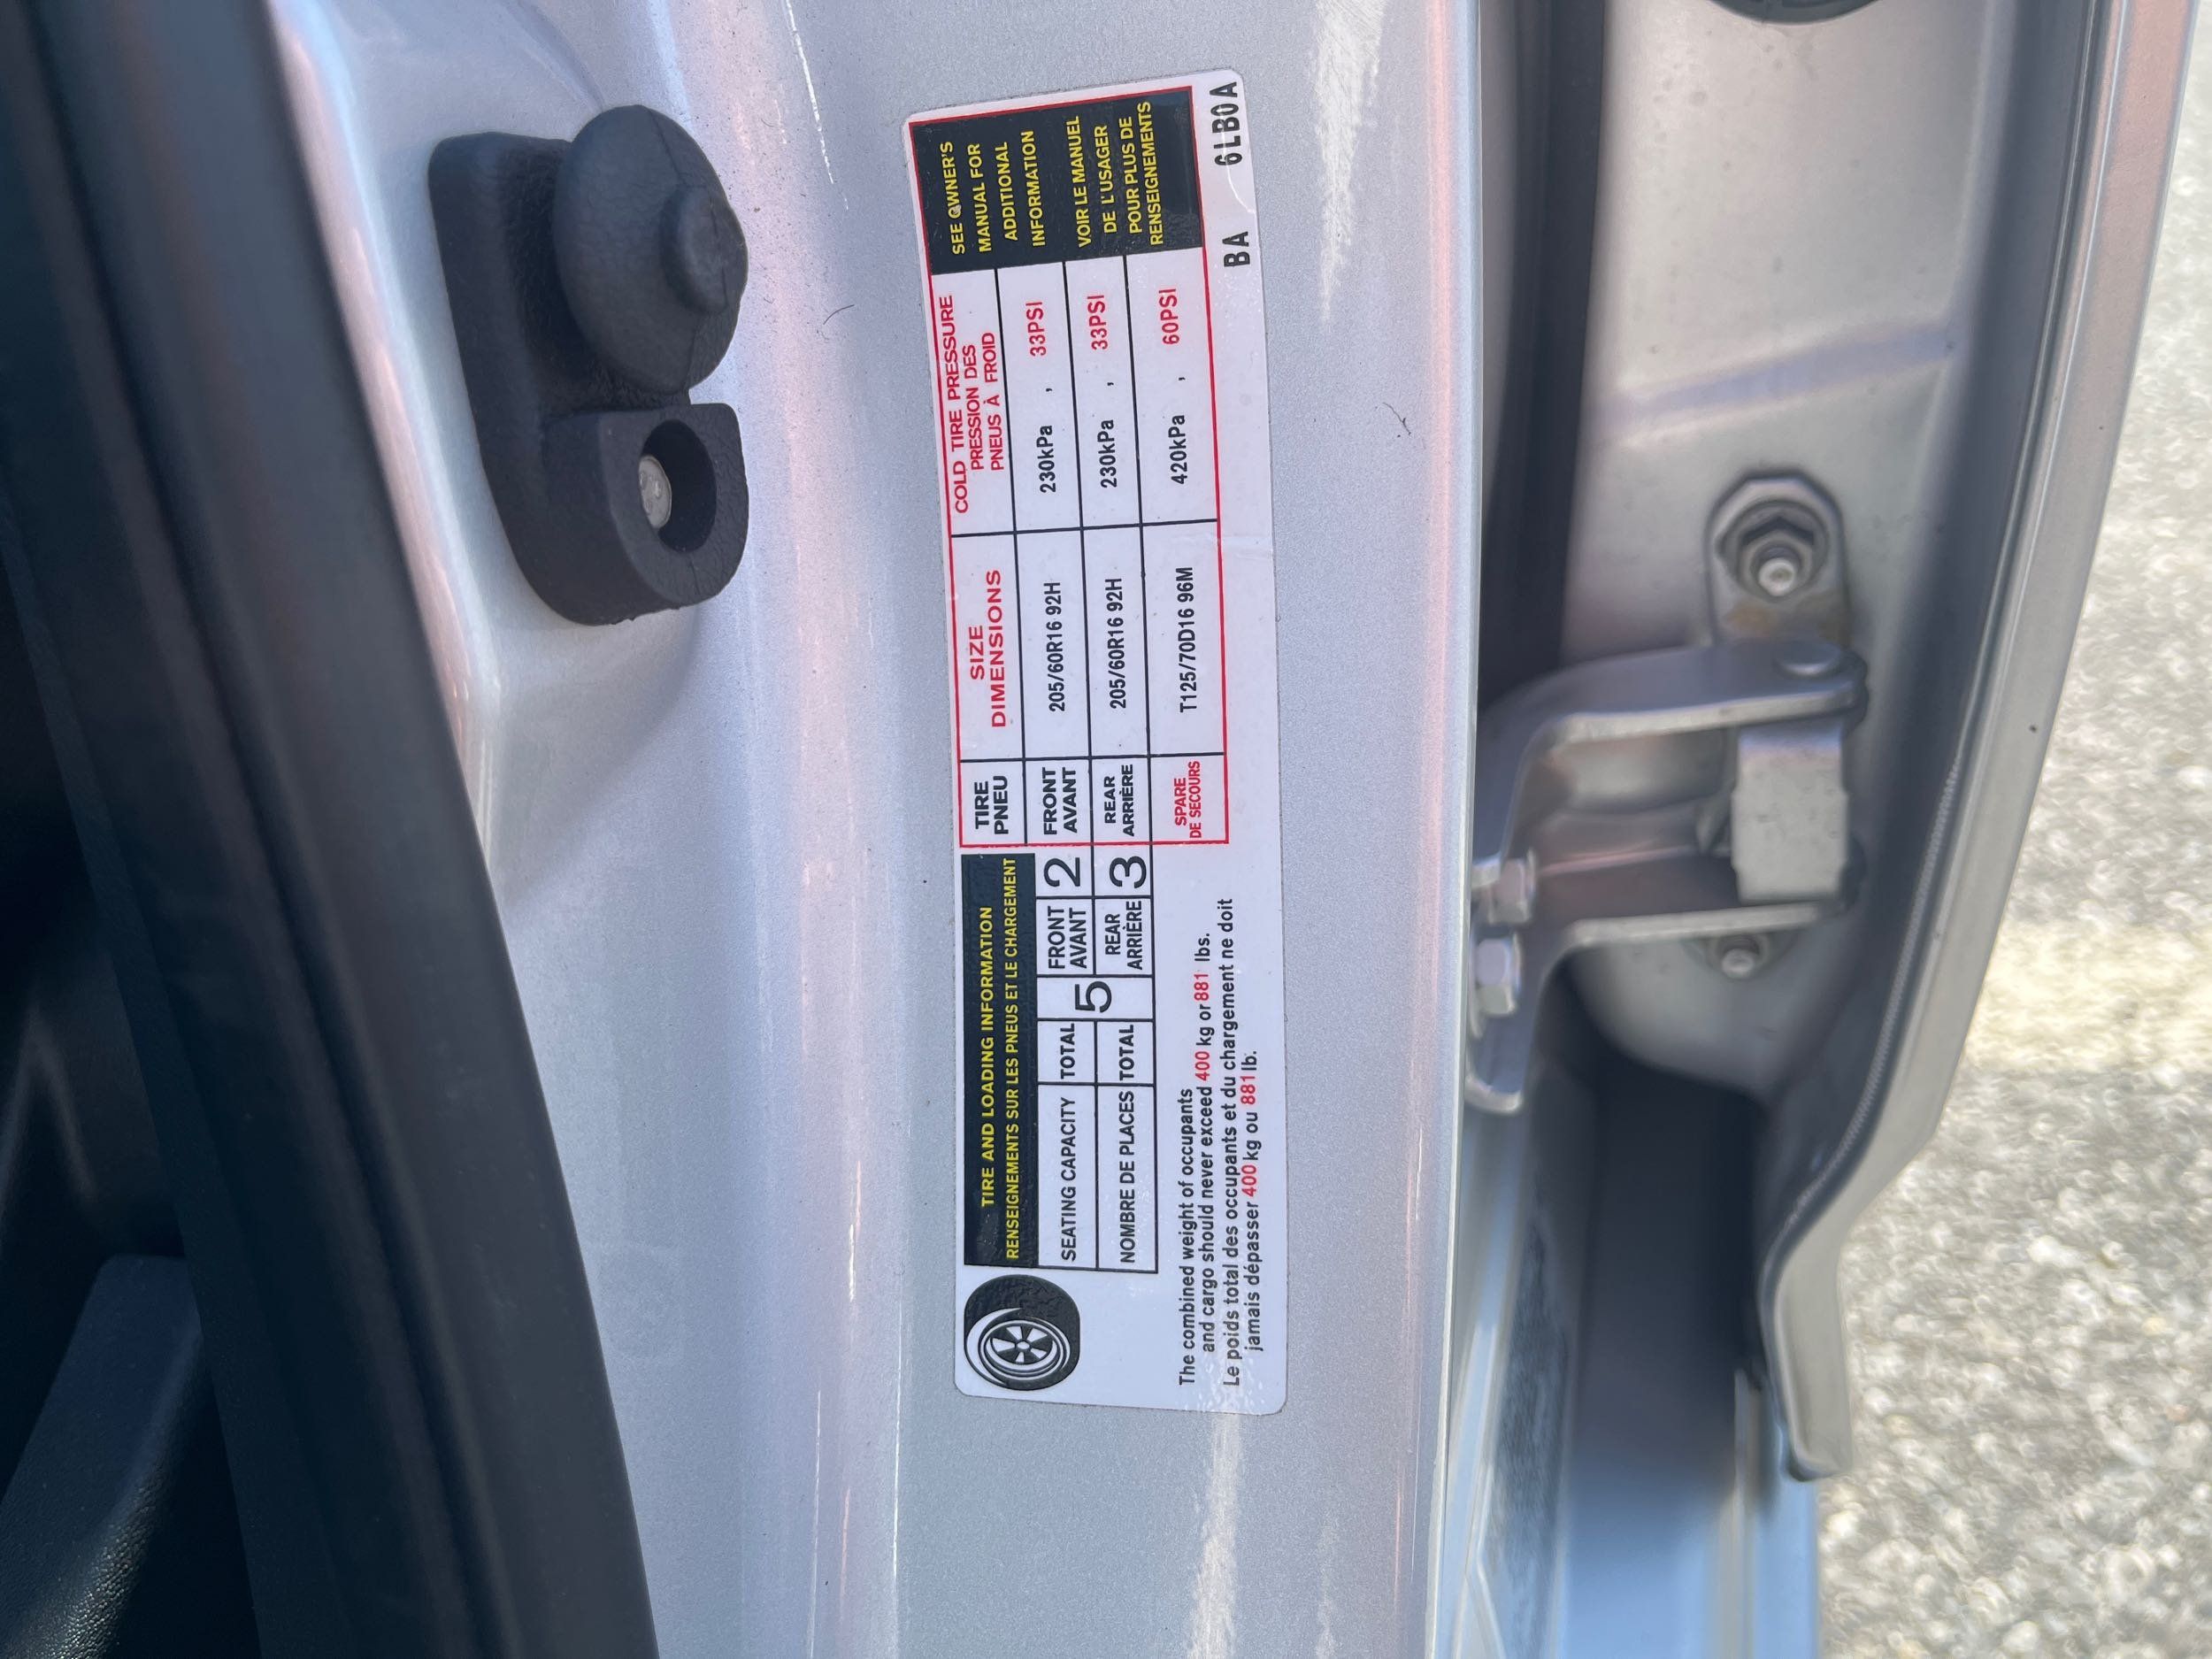 TIRE AND LOADING INFORMATION
RENSEIGNEMENTS SUR LES PNEUS ET LE CHARGEMENT
SEATING CAPACITY
NOMBRE DE PLACES
TOTAL
TOTAL
5
FRONT
AVANT
2
REAR
ARRIÈRE
3
The combined weight of occupants
and cargo should never exceed 400 kg or 881 lbs.
Le poids total des occupants et du chargement ne doit
jamais dépasser 400 kg ou 881 lb.
TIRE
PNEU
SIZE
DIMENSIONS
COLD TIRE PRESSURE
PRESSION DES
PNEUS À FROID
FRONT
AVANT
205/60R16 92H
230kPa , 33PSI
REAR
ARRIÈRE
205/60R16 92H
230kPa , 33PSI
SPARE
DE SECOURS
T125/70D16 96M
420kPa , 60PSI
SEE OWNER'S
MANUAL FOR
ADDITIONAL
INFORMATION
VOIR LE MANUEL
DE L'USAGER
POUR PLUS DE
RENSEIGNEMENTS
BA 6LB0A